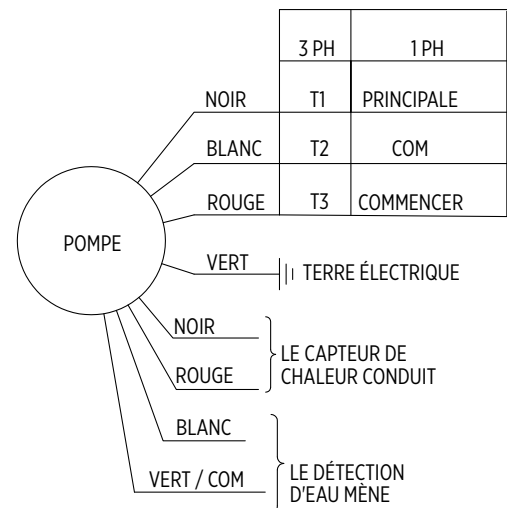 3 PH 1 PH
NOIR T1 PRINCIPALE
BLANC T2 COM
ROUGE T3 COMMENCER
POMPE
VERT TERRE ÉLECTRIQUE
NOIR
LE CAPTEUR DE
ROUGE CHALEUR CONDUIT
BLANC
VERT / COM LE DÉTECTION
D'EAU MÈNE